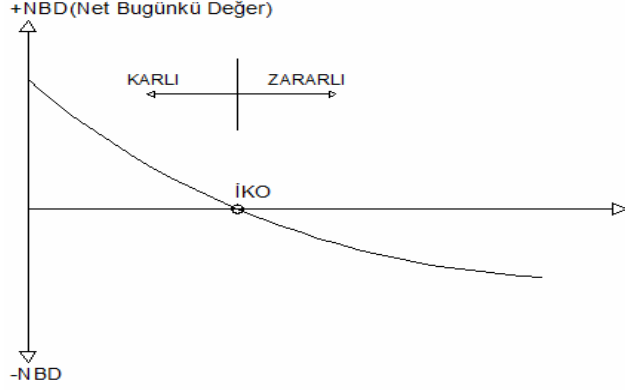 +NBD(Net Bugünkü Değer)
KARLI
ZARARLI
İKO
-NBD